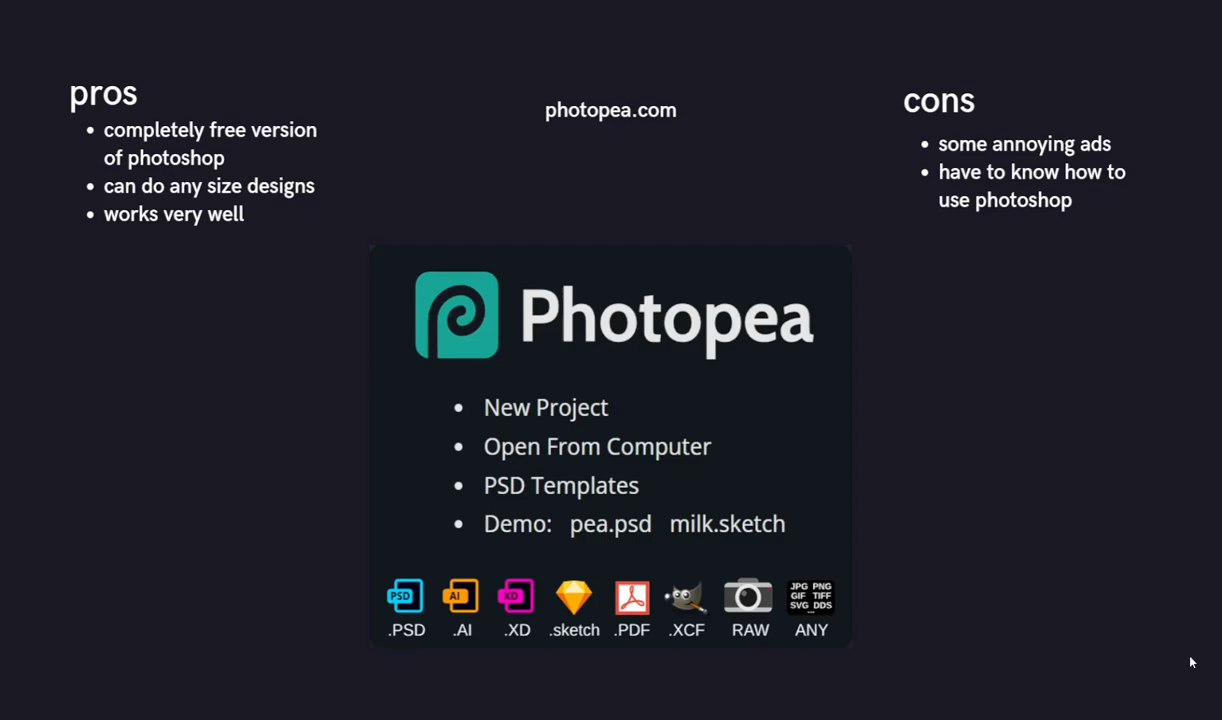 pros
• completely free version
of photoshop
• can do any size designs
• works very well
photopea.com
cons
• some annoying ads
• have to know how to
use photoshop
Photopea
• New Project
• Open From Computer
• PSD Templates
• Demo: pea.psd milk.sketch
PSD AI XD JPG PNG
GIF TIFF
SVG DDS
...
.PSD .AI .XD .sketch .PDF .XCF RAW ANY